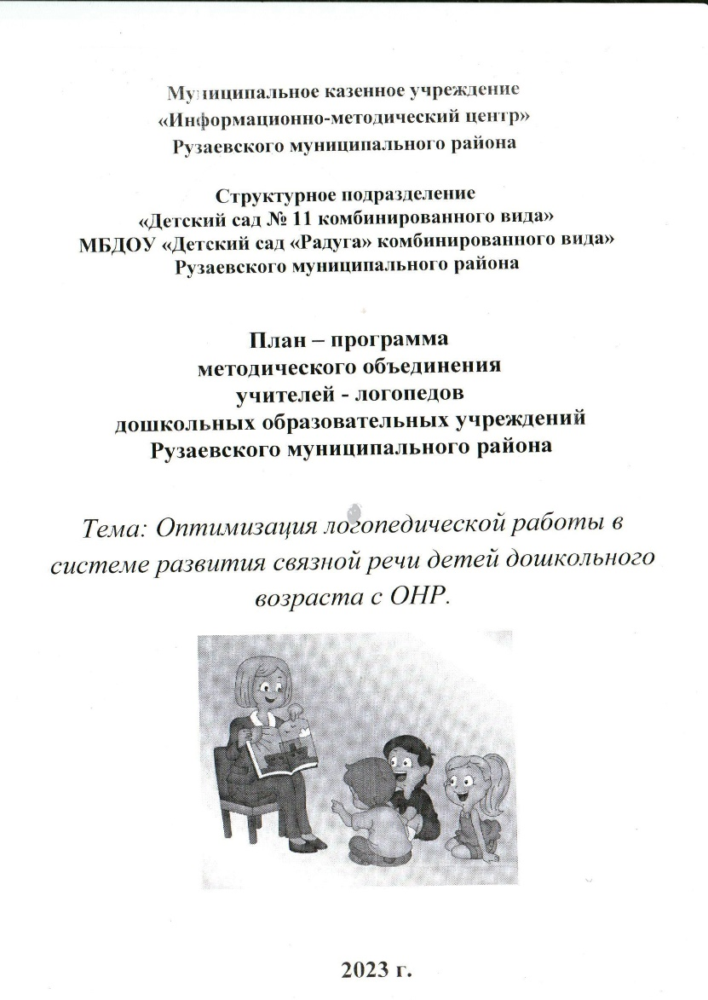 Муниципальное казенное учреждение
«Информационно-методический центр»
Рузаевского муниципального района
Структурное подразделение
«Детский сад № 11 комбинированного вида»
МБДОУ «Детский сад «Радуга» комбинированного вида»
Рузаевского муниципального района
План – программа
методического объединения
учителей - логопедов
дошкольных образовательных учреждений
Рузаевского муниципального района
Тема: Оптимизация логопедической работы в
системе развития связной речи детей дошкольного
возраста с ОНР.
2023 г.